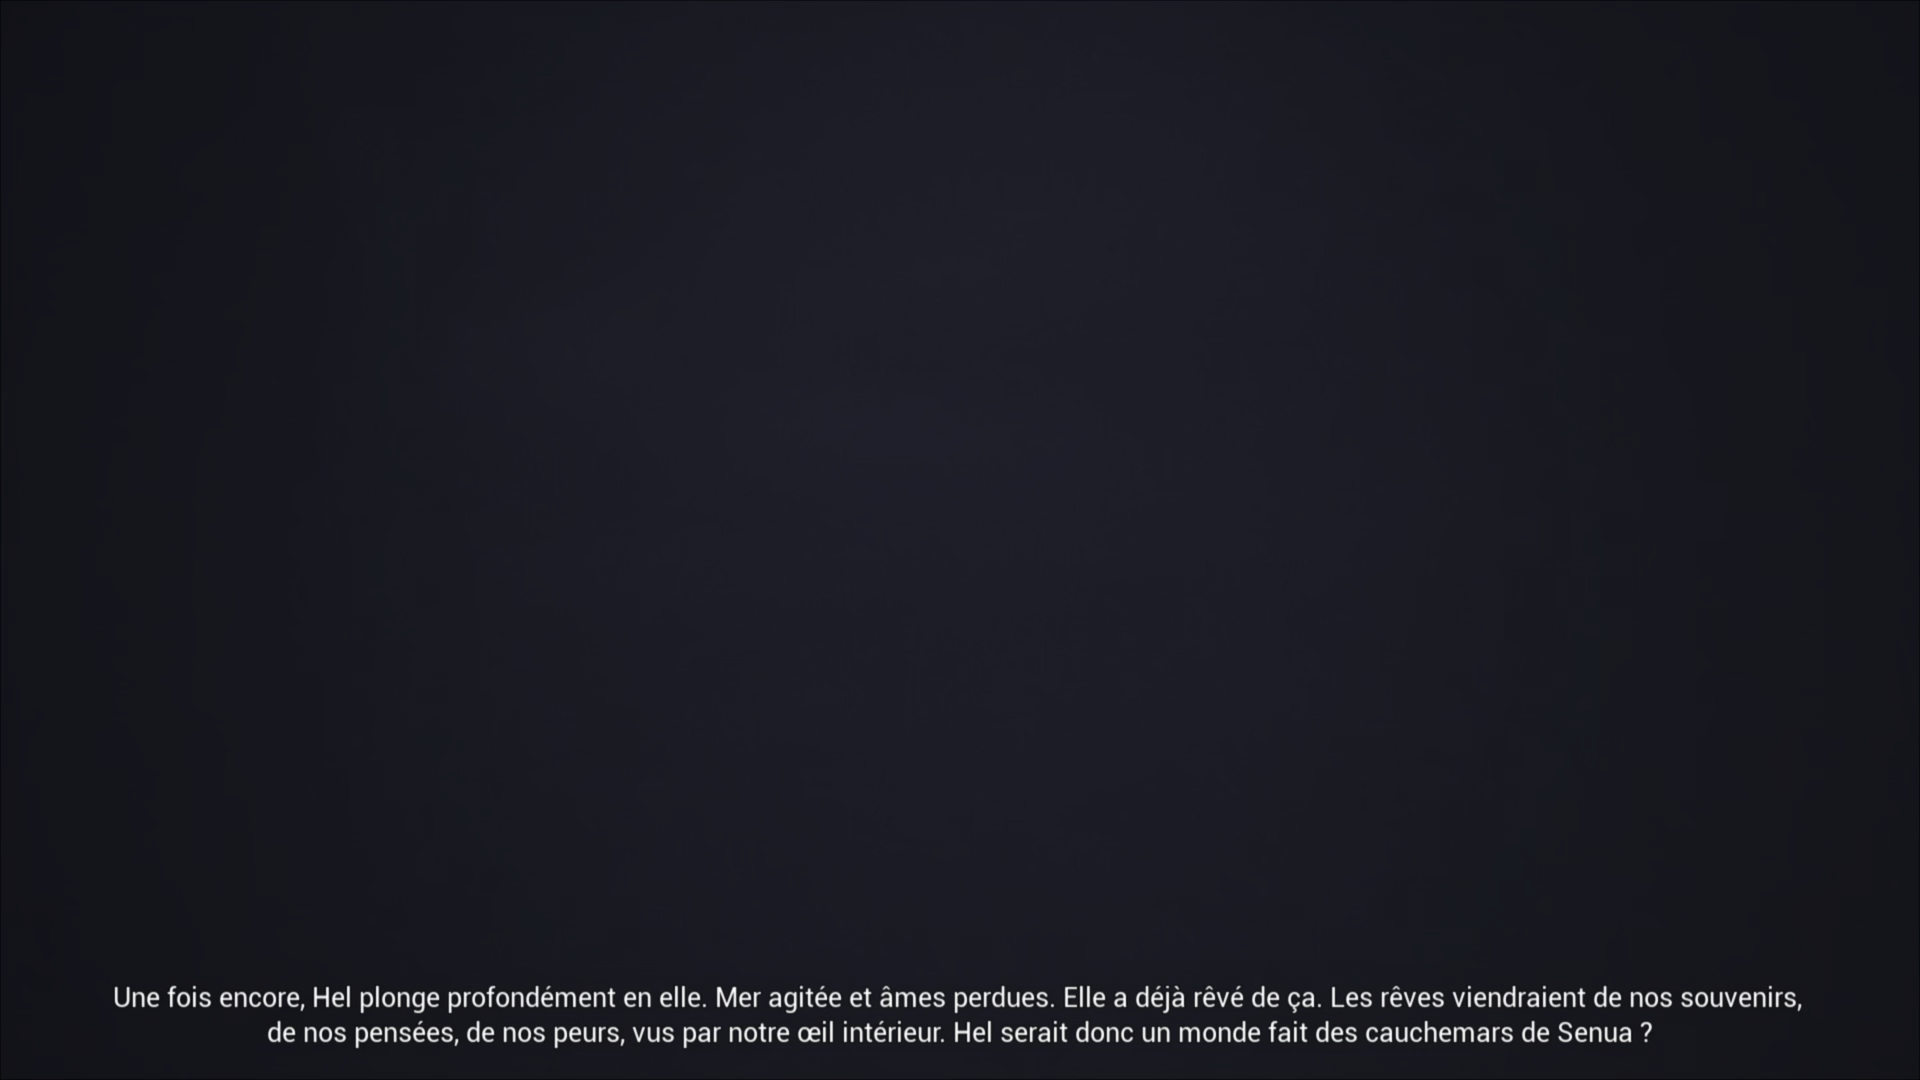 Une fois encore, Hel plonge profondément en elle. Mer agitée et âmes perdues. Elle a déjà rêvé de ça. Les rêves viendraient de nos souvenirs,
de nos pensées, de nos peurs, vus par notre œil intérieur. Hel serait donc un monde fait des cauchemars de Senua ?